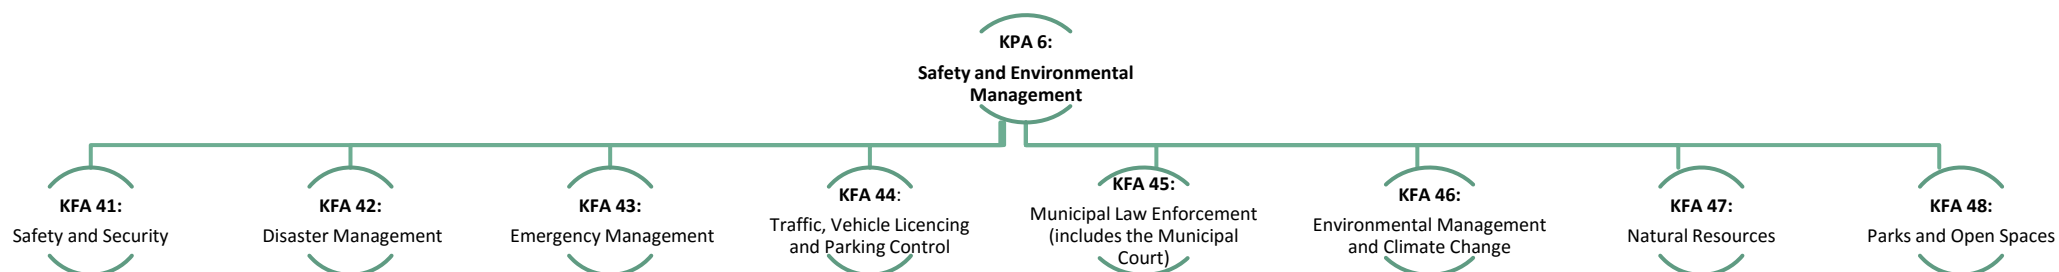 KPA 6:
Safety and Environmental
Management
KFA 41:
Safety and Security
KFA 42:
Disaster Management
KFA 43:
Emergency Management
KFA 44:
Traffic, Vehicle Licencing
and Parking Control
KFA 45:
Municipal Law Enforcement
(includes the Municipal
Court)
KFA 46:
Environmental Management
and Climate Change
KFA 47:
Natural Resources
KFA 48:
Parks and Open Spaces